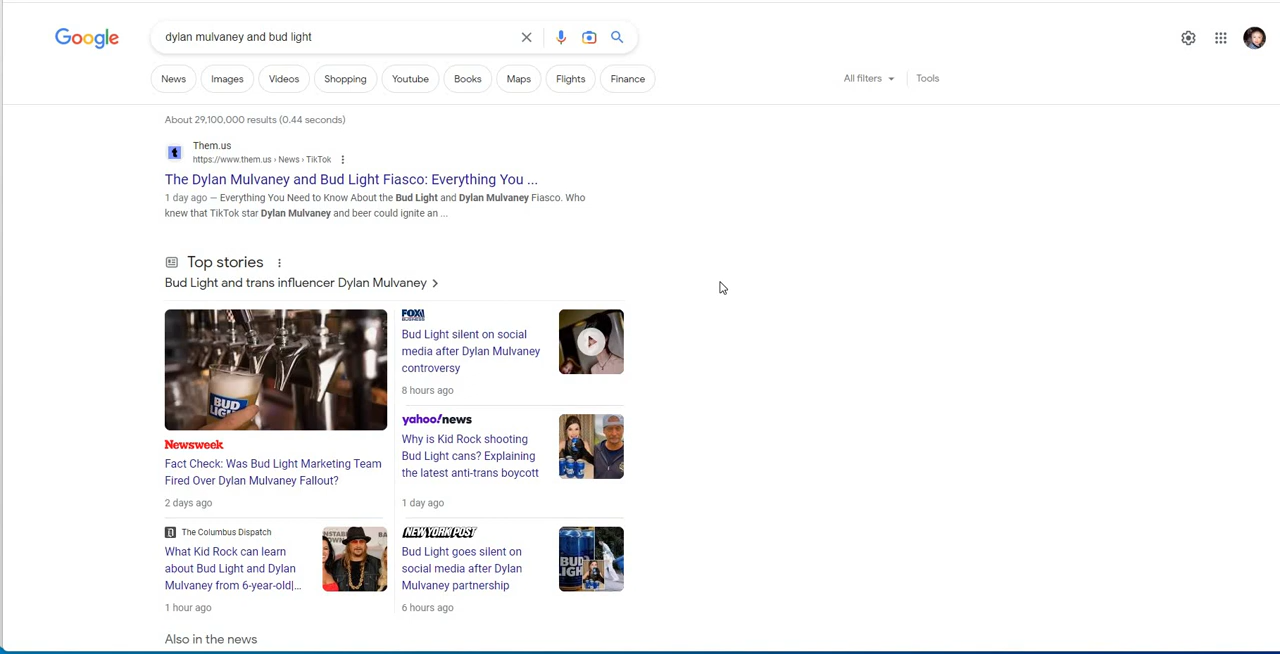 Google
dylan mulvaney and bud light
News Images Videos Shopping Youtube Books Maps Flights Finance
All filters Tools
About 29,100,000 results (0.44 seconds)
t
Them.us
https://www.them.us › News › TikTok
The Dylan Mulvaney and Bud Light Fiasco: Everything You ...
1 day ago — Everything You Need to Know About the Bud Light and Dylan Mulvaney Fiasco. Who
knew that TikTok star Dylan Mulvaney and beer could ignite an ...
Top stories
Bud Light and trans influencer Dylan Mulvaney
BUD
LIGH
Newsweek
Fact Check: Was Bud Light Marketing Team
Fired Over Dylan Mulvaney Fallout?
2 days ago
FOX
BUSINESS
Bud Light silent on social
media after Dylan Mulvaney
controversy
8 hours ago
yahoo!news
Why is Kid Rock shooting
Bud Light cans? Explaining
the latest anti-trans boycott
1 day ago
The Columbus Dispatch
What Kid Rock can learn
about Bud Light and Dylan
Mulvaney from 6-year-old|...
1 hour ago
NEW YORK POST
Bud Light goes silent on
social media after Dylan
Mulvaney partnership
6 hours ago
BUD
IGH
Also in the news